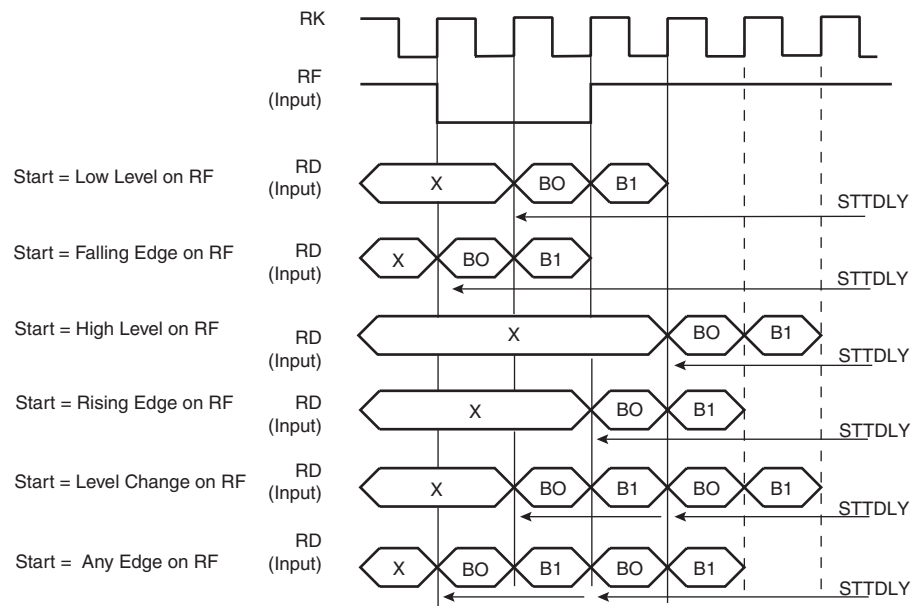 RK
RF
(Input)
Start = Low Level on RF
RD
(Input)
X
BO
B1
STTDLY
Start = Falling Edge on RF
RD
(Input)
X
BO
B1
STTDLY
Start = High Level on RF
RD
(Input)
X
BO
B1
STTDLY
Start = Rising Edge on RF
RD
(Input)
X
BO
B1
STTDLY
Start = Level Change on RF
RD
(Input)
X
BO
B1
BO
B1
STTDLY
Start = Any Edge on RF
RD
(Input)
X
BO
B1
BO
B1
STTDLY